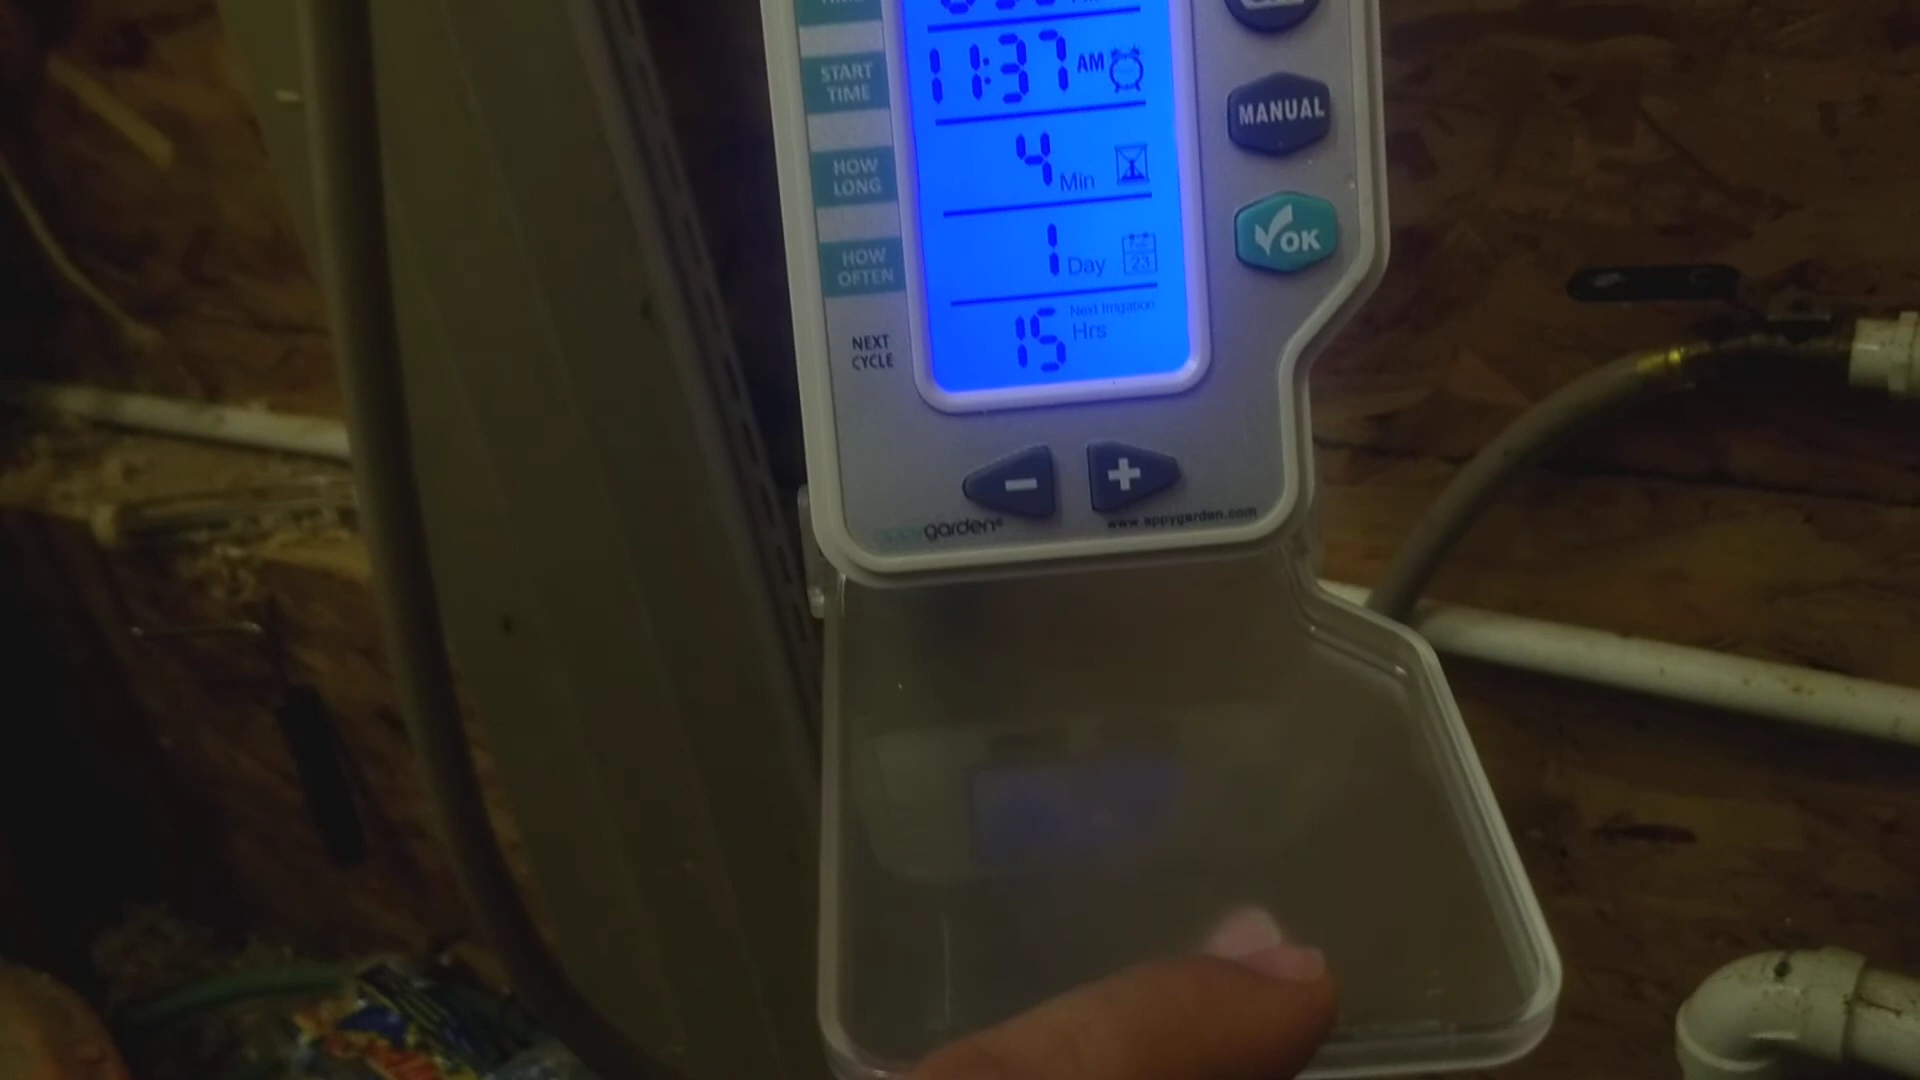 START
TIME
11:37 AM
MANUAL
HOW
LONG
4 Min
HOW
OFTEN
1 Day
23
OK
NEXT
CYCLE
Next Irrigation
15 Hrs
- +
appygarden®
www.appygarden.com